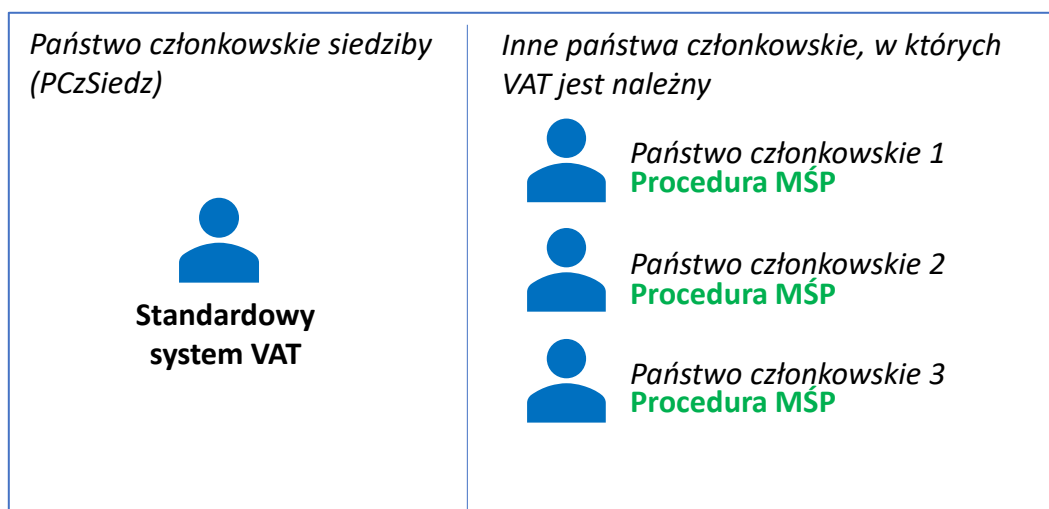 Państwo członkowskie siedziby
(PCzSiedz)
Standardowy
system VAT
Inne państwa członkowskie, w których
VAT jest należny
Państwo członkowskie 1
Procedura MŚP
Państwo członkowskie 2
Procedura MŚP
Państwo członkowskie 3
Procedura MŚP